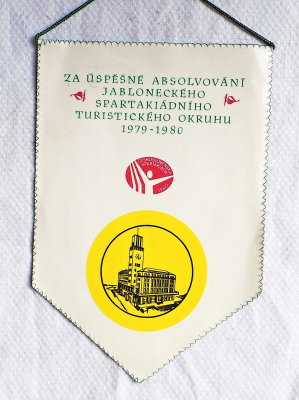 ZA ÚSPĚŠNÉ ABSOLVOVÁNÍ
JABLONECKÉHO
SPARTAKIÁDNÍHO
TURISTICKÉHO OKRUHU
1979-1980